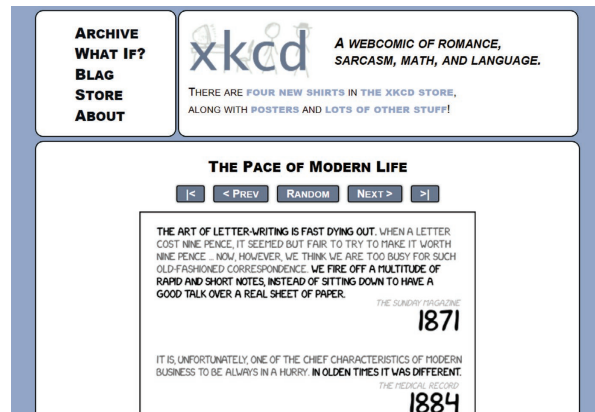 ARCHIVE
WHAT IF?
BLAG
STORE
ABOUT
xkcd
A WEBCOMIC OF ROMANCE,
SARCASM, MATH, AND LANGUAGE.
THERE ARE FOUR NEW SHIRTS IN THE XKCD STORE,
ALONG WITH POSTERS AND LOTS OF OTHER STUFF!
THE PACE OF MODERN LIFE
|<
< PREV
RANDOM
NEXT >
>|
THE ART OF LETTER-WRITING IS FAST DYING OUT. WHEN A LETTER
COST NINE PENCE, IT SEEMED BUT FAIR TO TRY TO MAKE IT WORTH
NINE PENCE ... NOW, HOWEVER, WE THINK WE ARE TOO BUSY FOR SUCH
OLD-FASHIONED CORRESPONDENCE. WE FIRE OFF A MULTITUDE OF
RAPID AND SHORT NOTES, INSTEAD OF SITTING DOWN TO HAVE A
GOOD TALK OVER A REAL SHEET OF PAPER.
THE SUNDAY MAGAZINE
1871
IT IS, UNFORTUNATELY, ONE OF THE CHIEF CHARACTERISTICS OF MODERN
BUSINESS TO BE ALWAYS IN A HURRY. IN OLDEN TIMES IT WAS DIFFERENT.
THE MEDICAL RECORD
1884